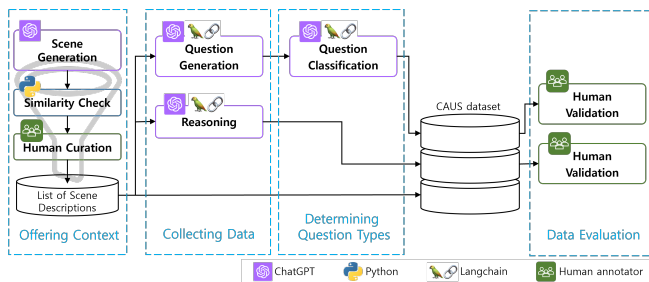 Scene
Generation
Similarity Check
Human Curation
List of Scene
Descriptions
Offering Context
Question
Generation
Reasoning
Collecting Data
Question
Classification
Determining
Question Types
CAUS dataset
Human
Validation
Human
Validation
Data Evaluation
ChatGPT
Python
Langchain
Human annotator